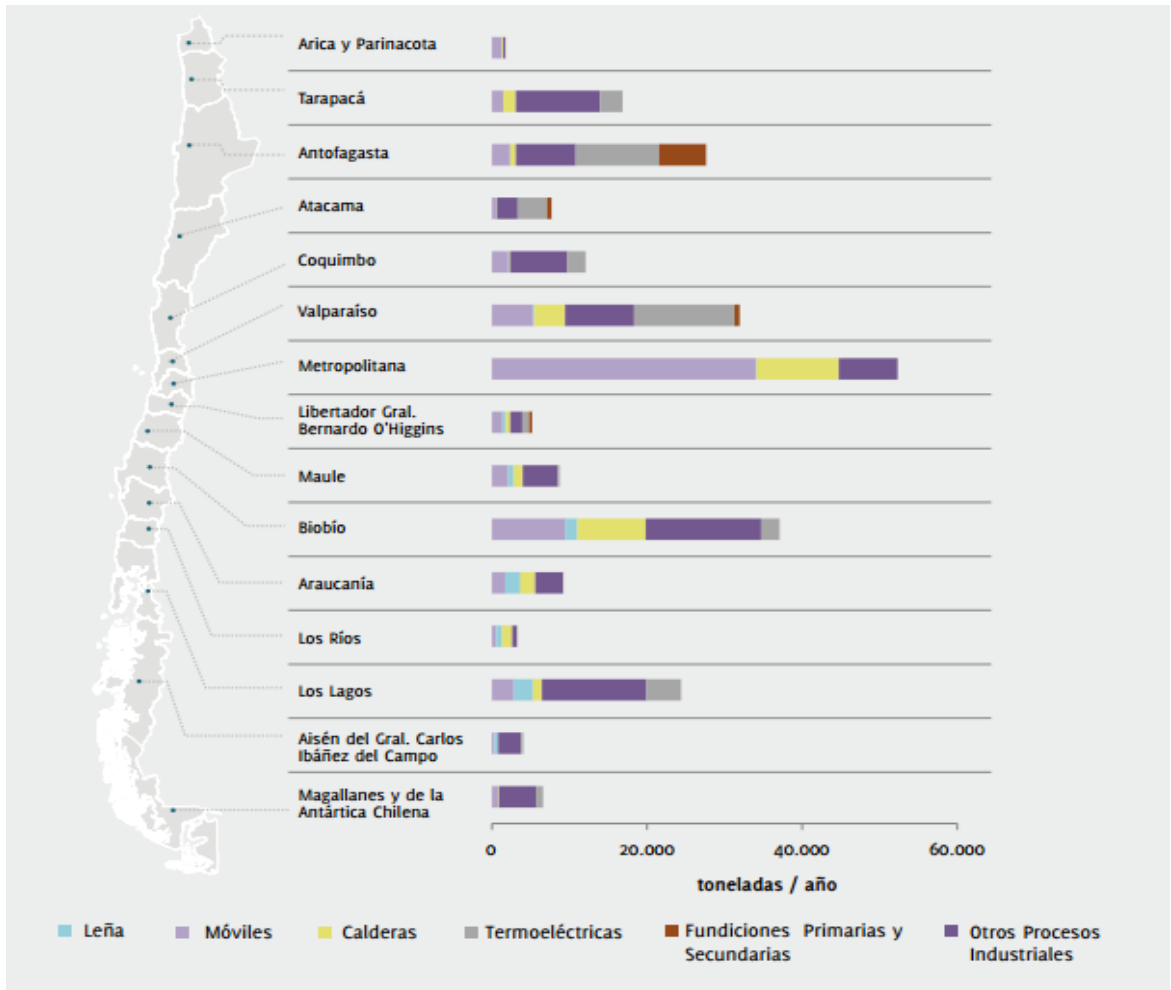 Arica y Parinacota
Tarapacá
Antofagasta
Atacama
Coquimbo
Valparaíso
Metropolitana
Libertador Gral.
Bernardo O'Higgins
Maule
Biobío
Araucanía
Los Ríos
Los Lagos
Aisén del Gral. Carlos
Ibáñez del Campo
Magallanes y de la
Antártica Chilena
0 20.000 40.000 60.000
toneladas / año
Leña Móviles Calderas Termoeléctricas Fundiciones Primarias y Otros Procesos
Secundarias Industriales